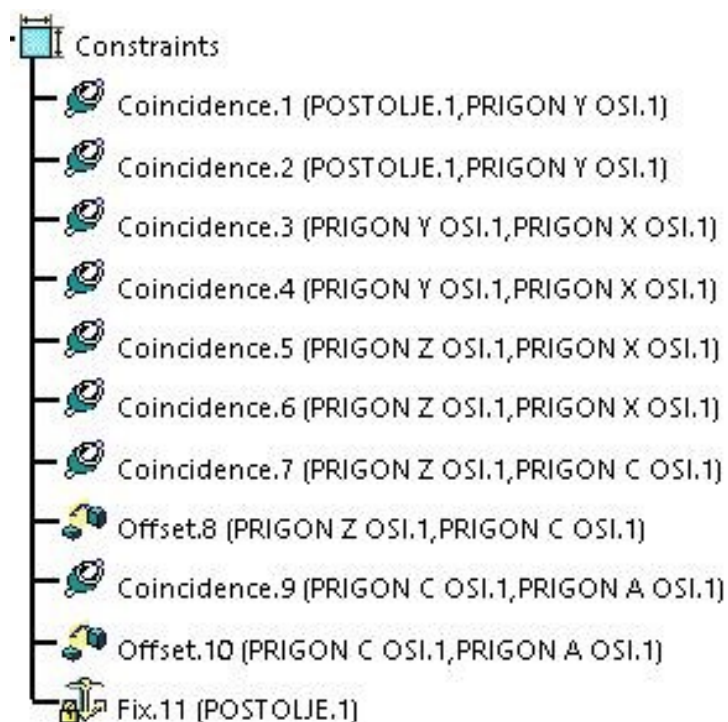 Constraints
Coincidence.1 (POSTOLJE.1,PRIGON Y OSI.1)
Coincidence.2 (POSTOLJE.1,PRIGON Y OSI.1)
Coincidence.3 (PRIGON Y OSI.1,PRIGON X OSI.1)
Coincidence.4 (PRIGON Y OSI.1,PRIGON X OSI.1)
Coincidence.5 (PRIGON Z OSI.1,PRIGON X OSI.1)
Coincidence.6 (PRIGON Z OSI.1,PRIGON X OSI.1)
Coincidence.7 (PRIGON Z OSI.1,PRIGON C OSI.1)
Offset.8 (PRIGON Z OSI.1,PRIGON C OSI.1)
Coincidence.9 (PRIGON C OSI.1,PRIGON A OSI.1)
Offset.10 (PRIGON C OSI.1,PRIGON A OSI.1)
Fix.11 (POSTOLJE.1)